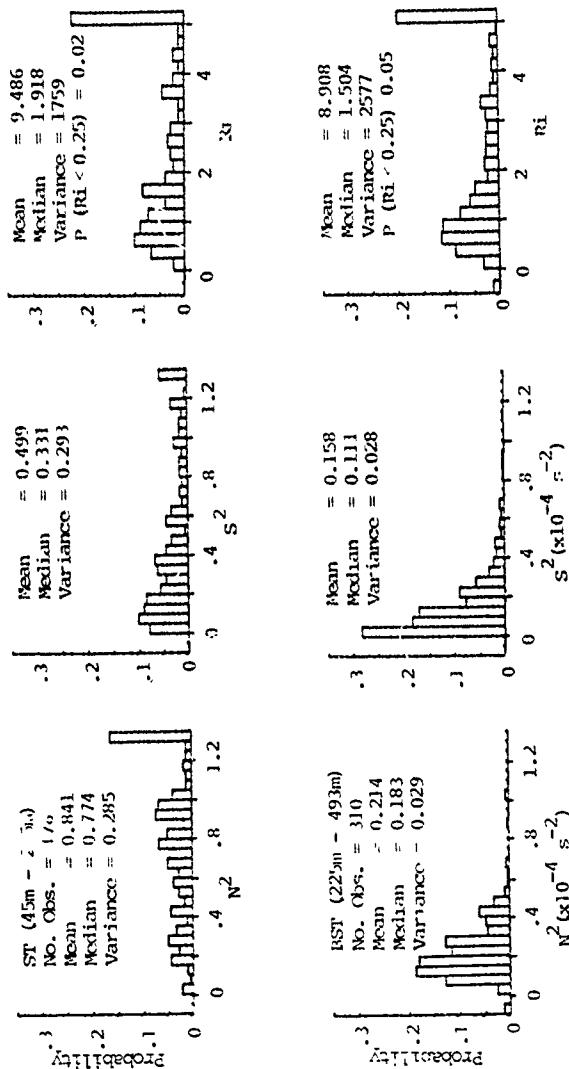 ST (45m -
No. Obs. =
Mean = 0.841
Median = 0.774
Variance = 0.285
Probability
.3
.2
.1
0
0
.4
.8
1.2
N²
Mean = 0.499
Median = 0.331
Variance = 0.293
.3
.2
.1
0
0
.4
.8
1.2
S²
Mean = 9.486
Median = 1.918
Variance = 1759
P (Ri < 0.25) = 0.02
.3
.2
.1
0
0
2
4
Ri
BST (225m - 493m)
No. Obs. = 310
Mean = 0.214
Median = 0.183
Variance - 0.029
Probability
.3
.2
.1
0
0
.4
.8
1.2
N² (x10⁻⁴ s⁻²)
Mean = 0.158
Median = 0.111
Variance = 0.028
.3
.2
.1
0
0
.4
.8
1.2
S² (x10⁻⁴ s⁻²)
Mean = 8.908
Median = 1.504
Variance = 2577
P (Ri < 0.25) 0.05
.3
.2
.1
0
0
2
4
Ri